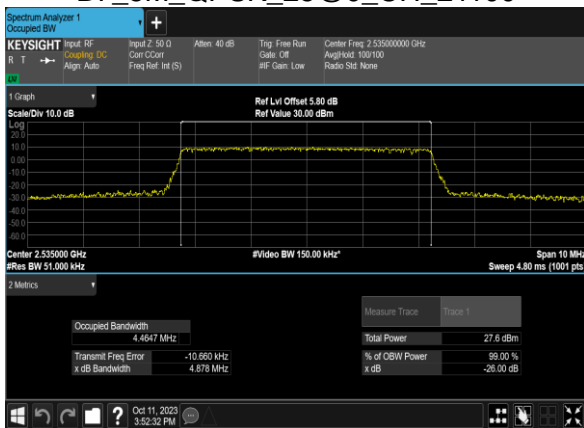 Spectrum Analyzer 1
Occupied BW
+
KEYSIGHT Input: RF Input Z: 50 Ω Atten: 40 dB Trig: Free Run Center Freq: 2.535000000 GHz
R T Coupling: DC Corr CCorr Gate: Off Avg|Hold: 100/100
Align: Auto Freq Ref: Int (S) #IF Gain: Low Radio Std: None
1 Graph
Ref Lvl Offset 5.80 dB
Scale/Div 10.0 dB Ref Value 30.00 dBm
Log
20.0
10.0
0.00
-10.0
-20.0
-30.0
-40.0
-50.0
-60.0
Center 2.535000 GHz #Video BW 150.00 kHz* Span 10 MHz
#Res BW 51.000 kHz Sweep 4.80 ms (1001 pts
2 Metrics
Measure Trace Trace 1
Occupied Bandwidth
4.4647 MHz Total Power 27.6 dBm
Transmit Freq Error -10.660 kHz % of OBW Power 99.00 %
x dB Bandwidth 4.878 MHz x dB -26.00 dB
? Oct 11, 2023
3:52:32 PM